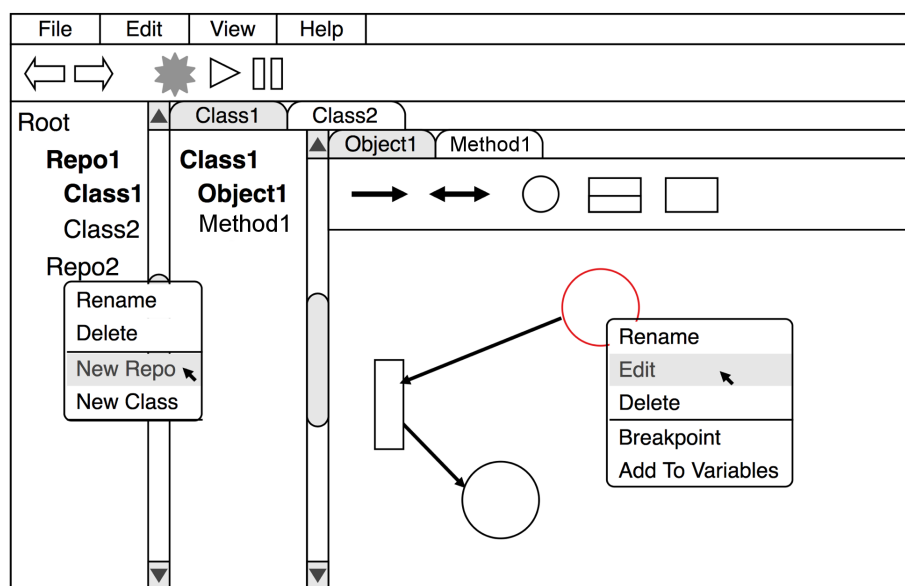 File Edit View Help
Class1 Class2
Root
Repo1
Class1
Class2
Repo2
Rename
Delete
New Repo
New Class
Class1
Object1
Method1
Object1 Method1
Rename
Edit
Delete
Breakpoint
Add To Variables